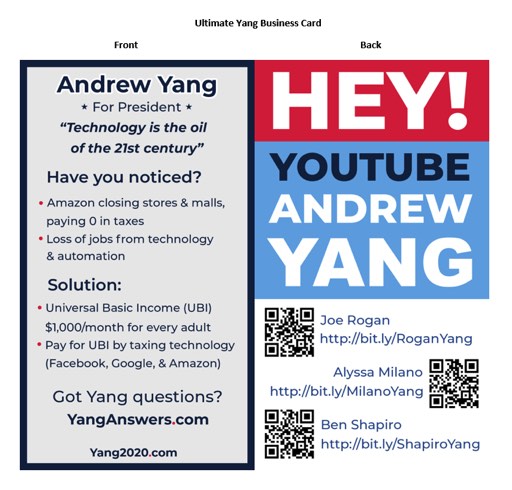 Ultimate Yang Business Card
Front
Back
Andrew Yang
★ For President ★
“Technology is the oil
of the 21st century”
Have you noticed?
• Amazon closing stores & malls,
paying 0 in taxes
• Loss of jobs from technology
& automation
Solution:
• Universal Basic Income (UBI)
$1,000/month for every adult
• Pay for UBI by taxing technology
(Facebook, Google, & Amazon)
Got Yang questions?
YangAnswers.com
Yang2020.com
HEY!
YOUTUBE
ANDREW
YANG
Joe Rogan
http://bit.ly/RoganYang
Alyssa Milano
http://bit.ly/MilanoYang
Ben Shapiro
http://bit.ly/ShapiroYang